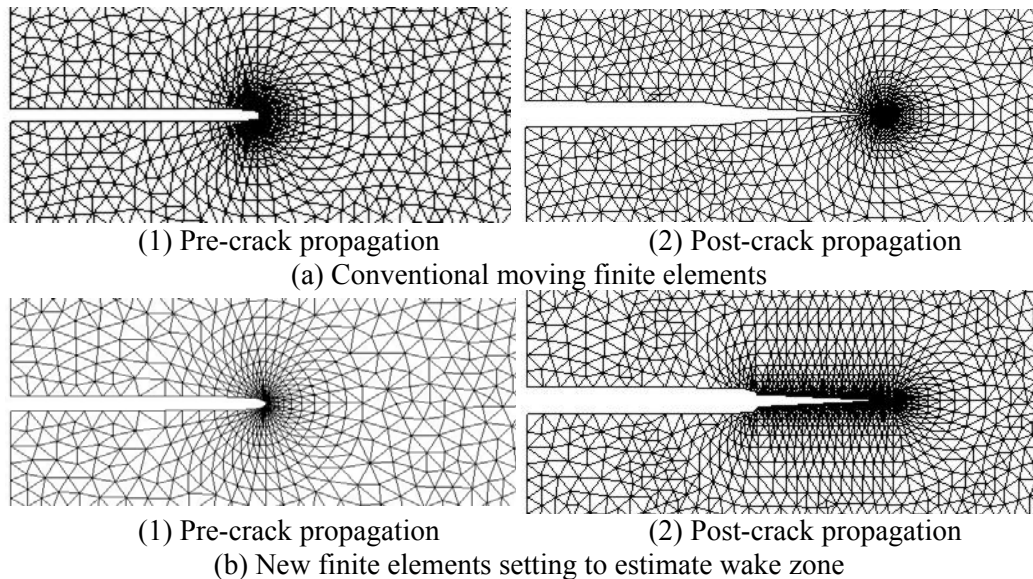 (1) Pre-crack propagation
(2) Post-crack propagation
(a) Conventional moving finite elements
(1) Pre-crack propagation
(2) Post-crack propagation
(b) New finite elements setting to estimate wake zone